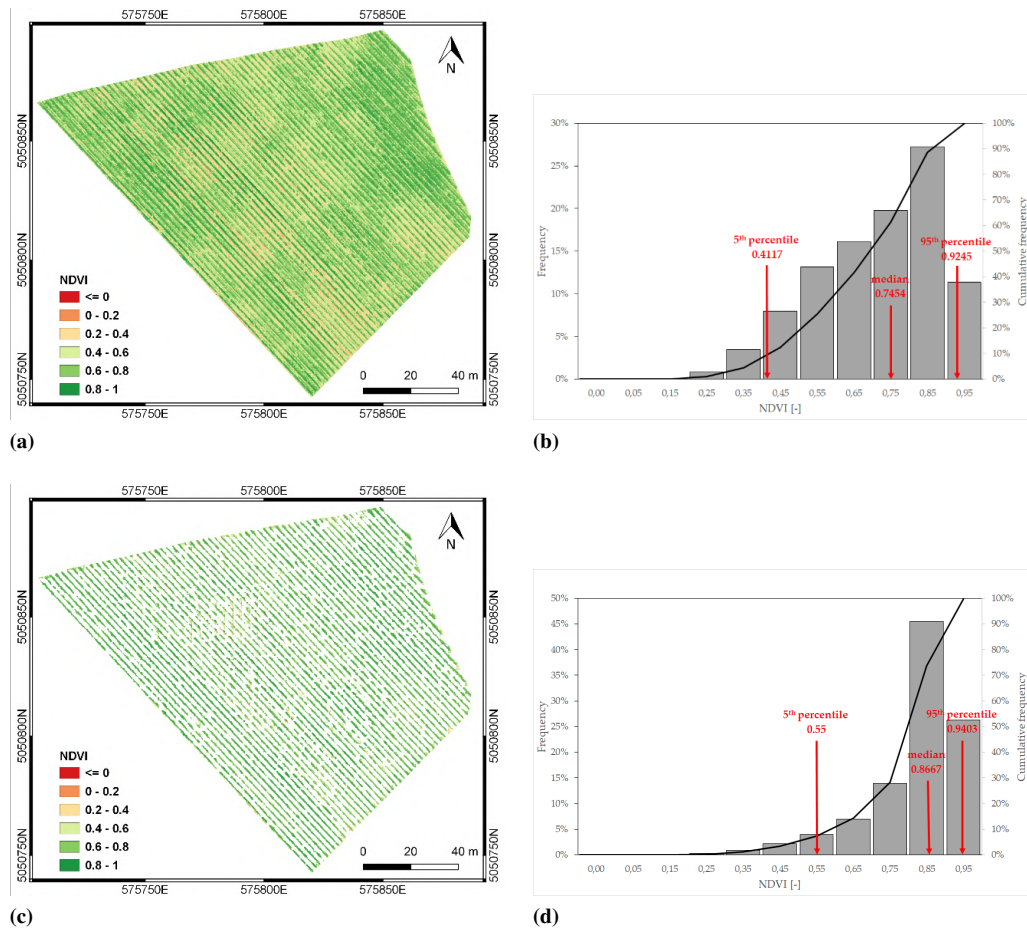 575750E 575800E 575850E
N
5050850N 5050850N
5050800N 5050800N
5050750N 5050750N
NDVI
<= 0
0 - 0.2
0.2 - 0.4
0.4 - 0.6
0.6 - 0.8
0.8 - 1
0 20 40 m
575750E 575800E 575850E
(a)
30% 100%
90%
25%
80%
70%
20%
60%
15% 50%
40%
10%
30%
20%
5%
10%
0% 0%
Frequency
Cumulative frequency
5th percentile
0.4117
median
0.7454
95th percentile
0.9245
0,00 0,05 0,15 0,25 0,35 0,45 0,55 0,65 0,75 0,85 0,95
NDVI [-]
(b)
575750E 575800E 575850E
N
5050850N 5050850N
5050800N 5050800N
5050750N 5050750N
NDVI
<= 0
0 - 0.2
0.2 - 0.4
0.4 - 0.6
0.6 - 0.8
0.8 - 1
0 20 40 m
575750E 575800E 575850E
(c)
50% 100%
45% 90%
40% 80%
35% 70%
30% 60%
25% 50%
20% 40%
15% 30%
10% 20%
5% 10%
0% 0%
Frequency
Cumulative frequency
5th percentile
0.55
median
0.8667
95th percentile
0.9403
0,00 0,05 0,15 0,25 0,35 0,45 0,55 0,65 0,75 0,85 0,95
NDVI [-]
(d)